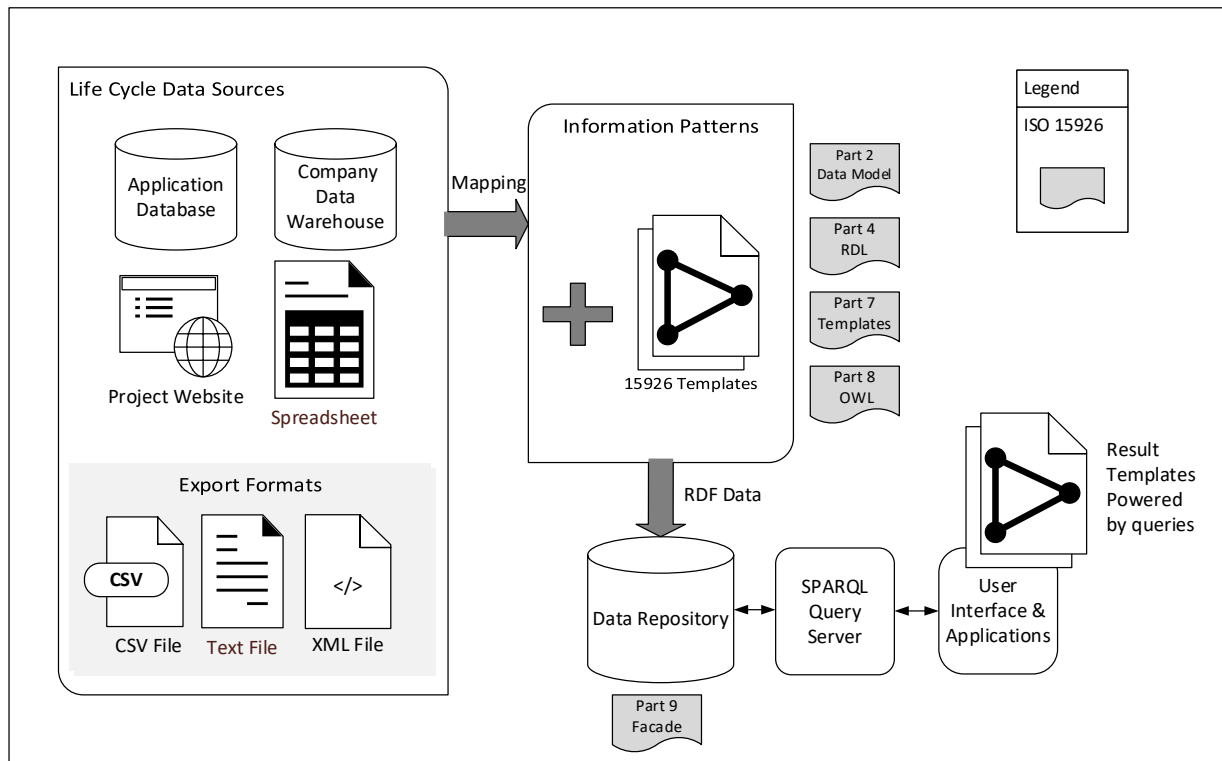 Life Cycle Data Sources
Application
Database
Company
Data
Warehouse
Project Website
Spreadsheet
Export Formats
CSV
</>
CSV File
Text File
XML File
Mapping
Information Patterns
15926 Templates
Part 2
Data Model
Part 4
RDL
Part 7
Templates
Part 8
OWL
Legend
ISO 15926
RDF Data
Data Repository
Part 9
Facade
SPARQL
Query
Server
User
Interface &
Applications
Result
Templates
Powered
by queries